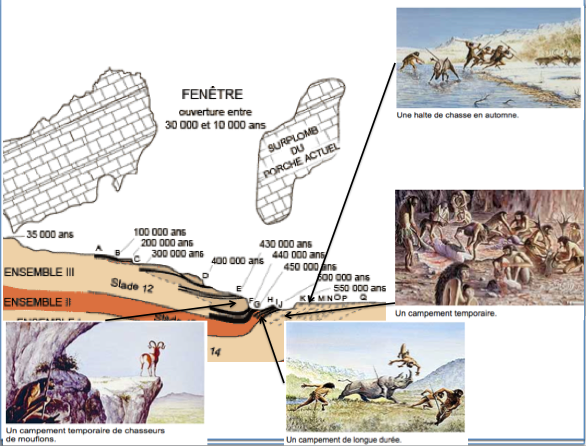 Une halte de chasse en automne.
FENÊTRE
ouverture entre
30 000 et 10 000 ans
SURPLOMB
DU
PORCHE ACTUEL
35 000 ans
A
B
C
100 000 ans
200 000 ans
300 000 ans
D
400 000 ans
E
430 000 ans
440 000 ans
450
500 000 ans
550 000 ans
F
G
H
I
J
K
M
N
O
P
Q
ENSEMBLE III
Stade 12
ENSEMBLE II
14
Un campement temporaire.
Un campement temporaire de chasseurs
de mouflons.
Un campement de longue durée.